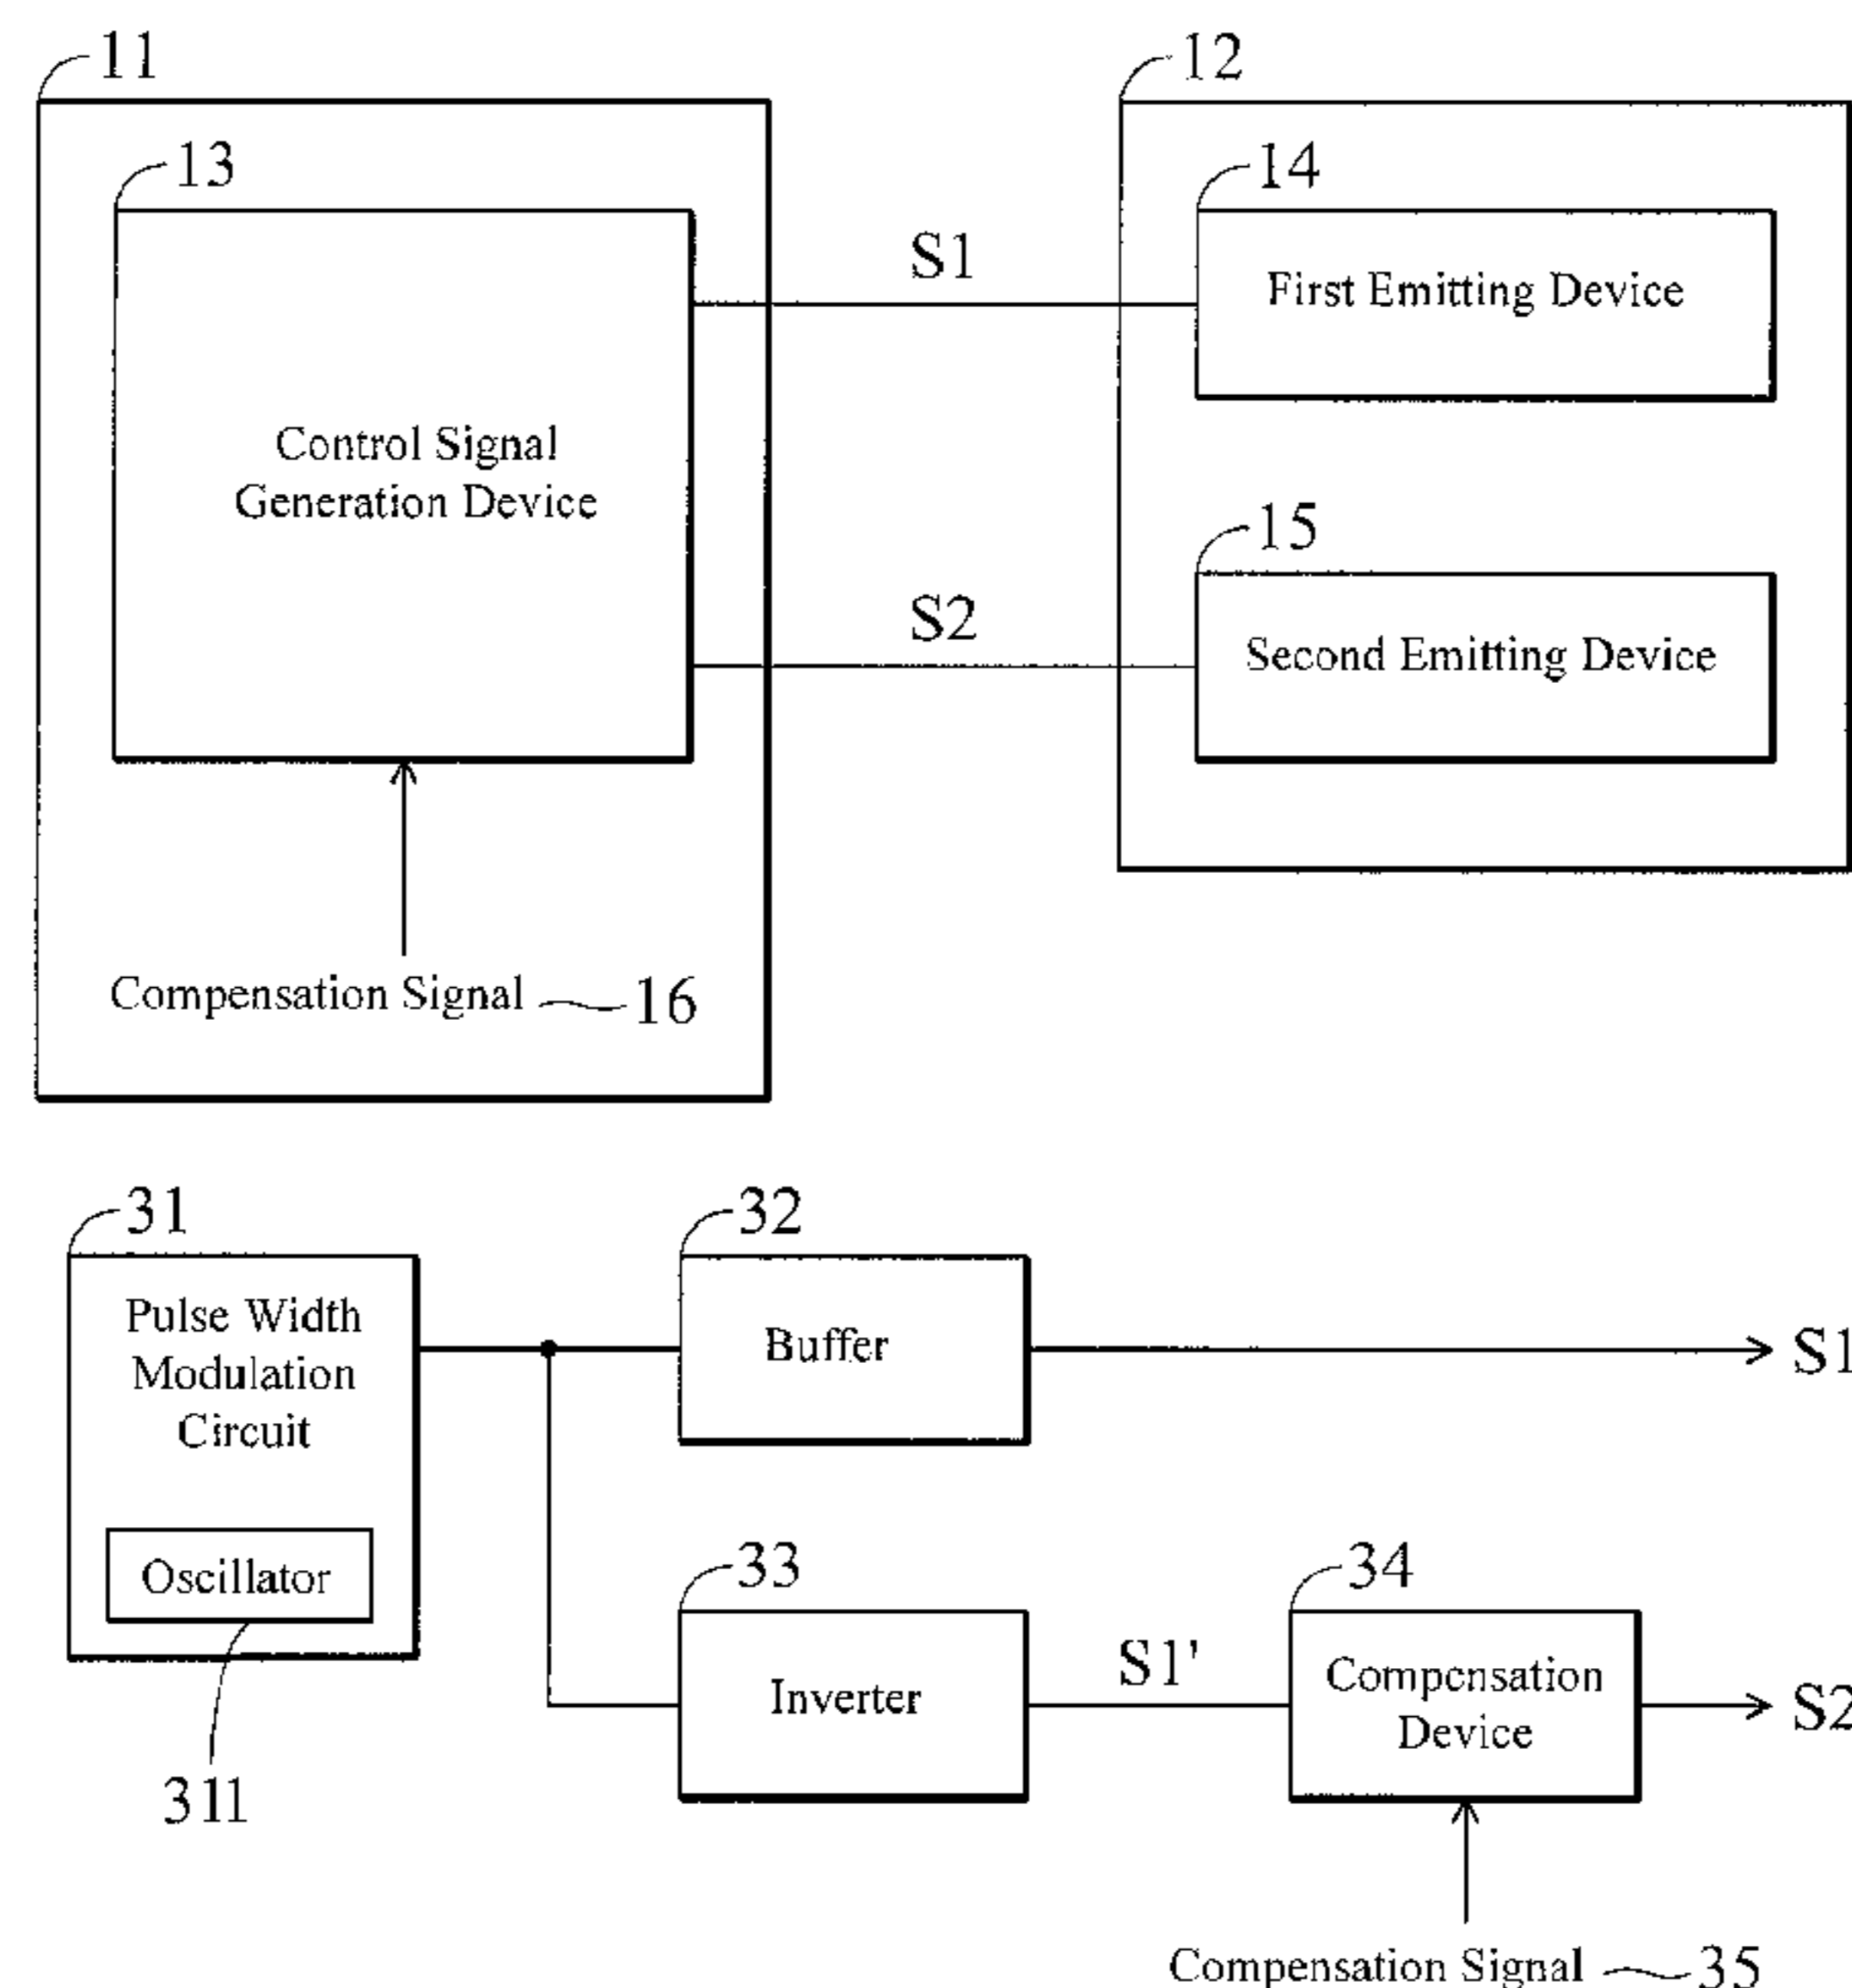 11
12
13
14
S1
First Emitting Device
Control Signal
Generation Device
15
S2
Second Emitting Device
Compensation Signal
16
31
32
Pulse Width
Modulation
Circuit
Buffer
S1
Oscillator
33
34
311
Inverter
S1'
Compensation
Device
S2
Compensation Signal
35